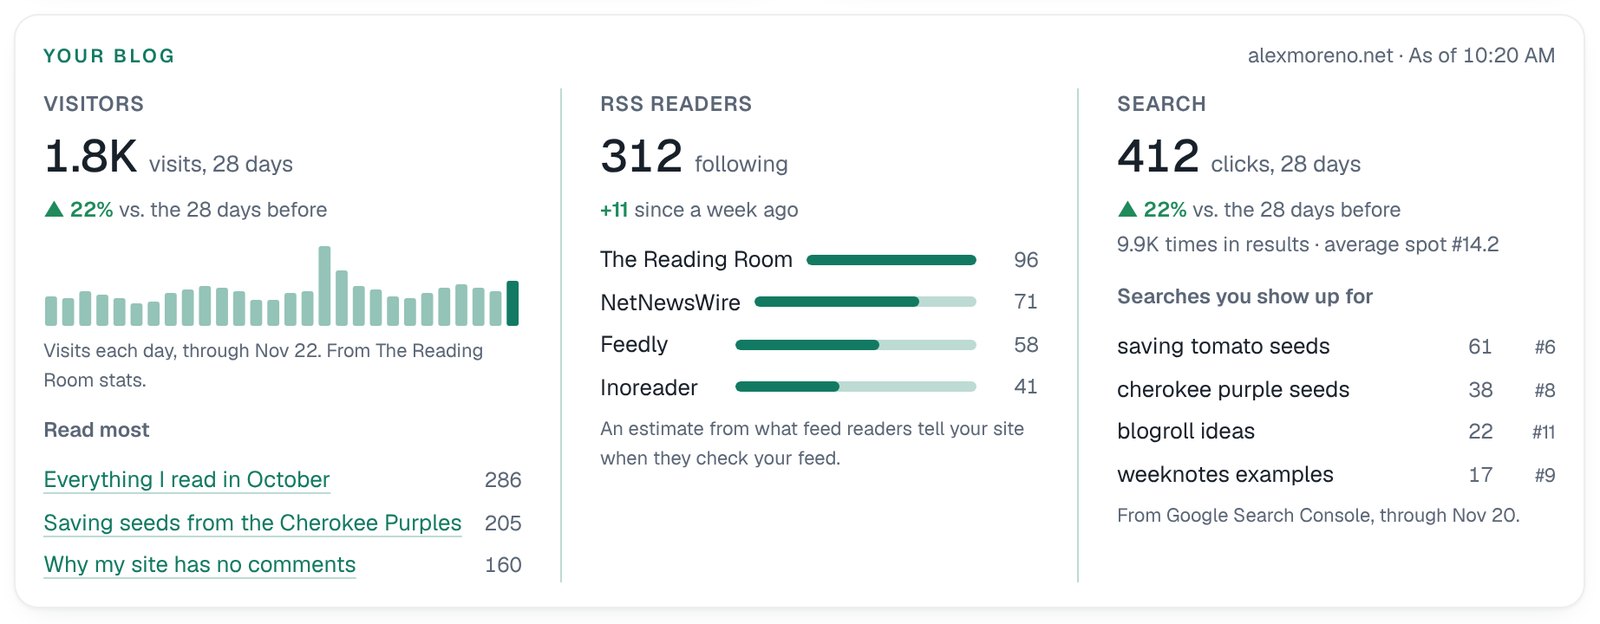 YOUR BLOG
alexmoreno.net · As of 10:20 AM
VISITORS
1.8K visits, 28 days
▲ 22% vs. the 28 days before
Visits each day, through Nov 22. From The Reading
Room stats.
Read most
Everything I read in October 286
Saving seeds from the Cherokee Purples 205
Why my site has no comments 160
RSS READERS
312 following
+11 since a week ago
The Reading Room 96
NetNewsWire 71
Feedly 58
Inoreader 41
An estimate from what feed readers tell your site
when they check your feed.
SEARCH
412 clicks, 28 days
▲ 22% vs. the 28 days before
9.9K times in results · average spot #14.2
Searches you show up for
saving tomato seeds 61 #6
cherokee purple seeds 38 #8
blogroll ideas 22 #11
weeknotes examples 17 #9
From Google Search Console, through Nov 20.